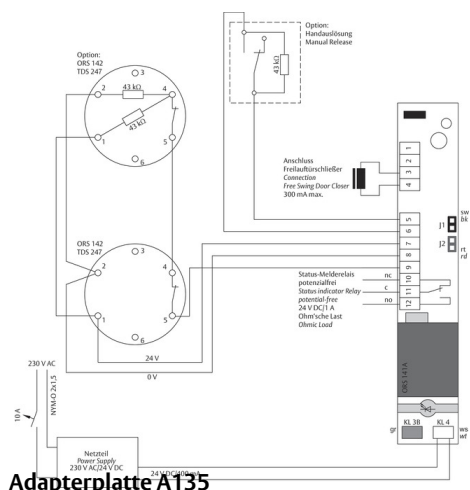 Option:
Handauslösung
Manual Release
43 kΩ
Option:
ORS 142
TDS 247
3
2
43 kΩ
4
43 kΩ
1
5
6
Anschluss
Freilauftürschließer
Connection
Free Swing Door Closer
300 mA max.
1
2
3
4
5
6
7
8
9
10
11
12
sw
bk
J1
J2
rt
rd
ORS 142
TDS 247
3
2
4
1
5
6
Status-Melderelais
potenzialfrei
Status indicator Relay
potential-free
24 V DC/1 A
Ohm'sche Last
Ohmic Load
nc
c
no
24 V
0 V
ORS 141A
230 V AC
NYM-O 2x1,5
10 A
Netzteil
Power Supply
230 V AC/24 V DC
24 V DC/400 mA
gr
KL 3B
KL 4
ws
wt
Adapterplatte A135